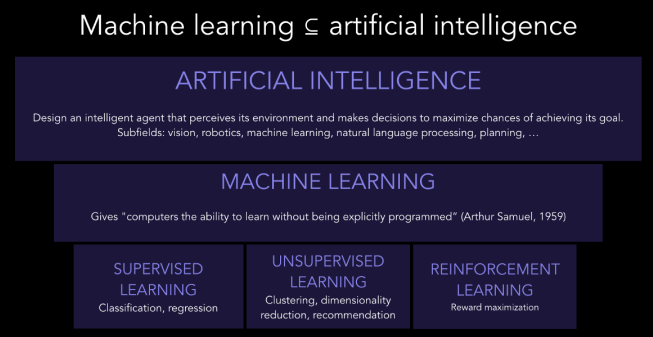 Machine learning ⊆ artificial intelligence
ARTIFICIAL INTELLIGENCE
Design an intelligent agent that perceives its environment and makes decisions to maximize chances of achieving its goal.
Subfields: vision, robotics, machine learning, natural language processing, planning, …
MACHINE LEARNING
Gives "computers the ability to learn without being explicitly programmed” (Arthur Samuel, 1959)
SUPERVISED
LEARNING
Classification, regression
UNSUPERVISED
LEARNING
Clustering, dimensionality
reduction, recommendation
REINFORCEMENT
LEARNING
Reward maximization